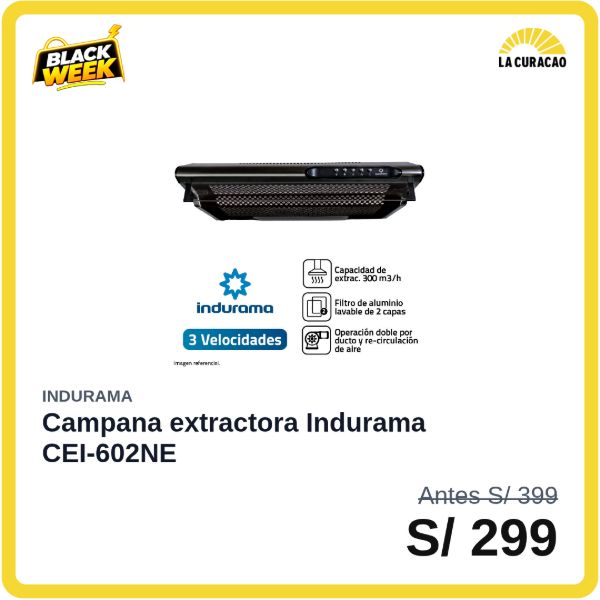 BLACK
WEEK
LA CURACAO
Capacidad de
extrac. 300 m3/h
indurama
Filtro de aluminio
lavable de 2 capas
2
3 Velocidades
Operación doble por
ducto y re-circulación
de aire
Imagen referencial.
INDURAMA
Campana extractora Indurama
CEI-602NE
Antes S/ 399
S/ 299